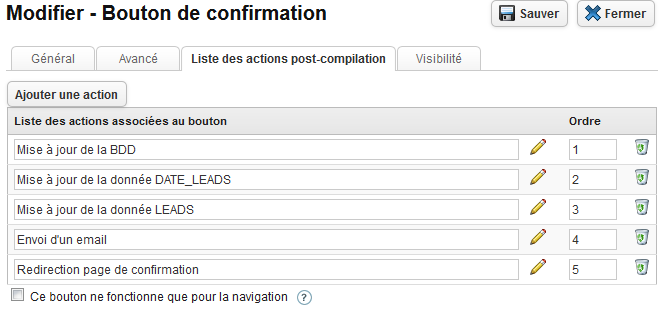 Modifier - Bouton de confirmation
Sauver
Fermer
Général
Avancé
Liste des actions post-compilation
Visibilité
Ajouter une action
Liste des actions associées au bouton Ordre
Mise à jour de la BDD 1
Mise à jour de la donnée DATE_LEADS 2
Mise à jour de la donnée LEADS 3
Envoi d'un email 4
Redirection page de confirmation 5
Ce bouton ne fonctionne que pour la navigation ?